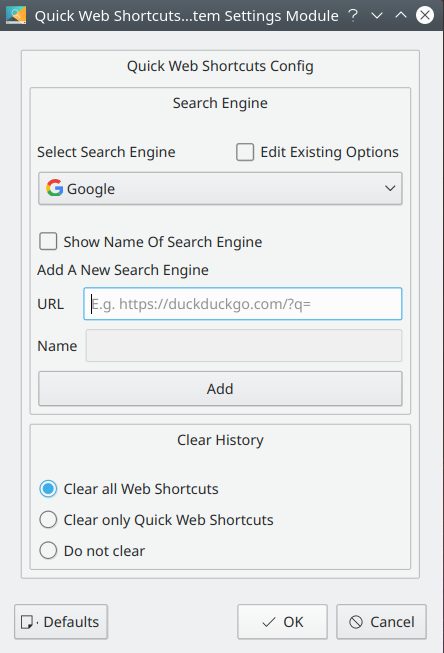 Quick Web Shortcuts...tem Settings Module
Quick Web Shortcuts Config
Search Engine
Select Search Engine
Edit Existing Options
Google
Show Name Of Search Engine
Add A New Search Engine
URL
E.g. https://duckduckgo.com/?q=
Name
Add
Clear History
Clear all Web Shortcuts
Clear only Quick Web Shortcuts
Do not clear
Defaults
OK
Cancel